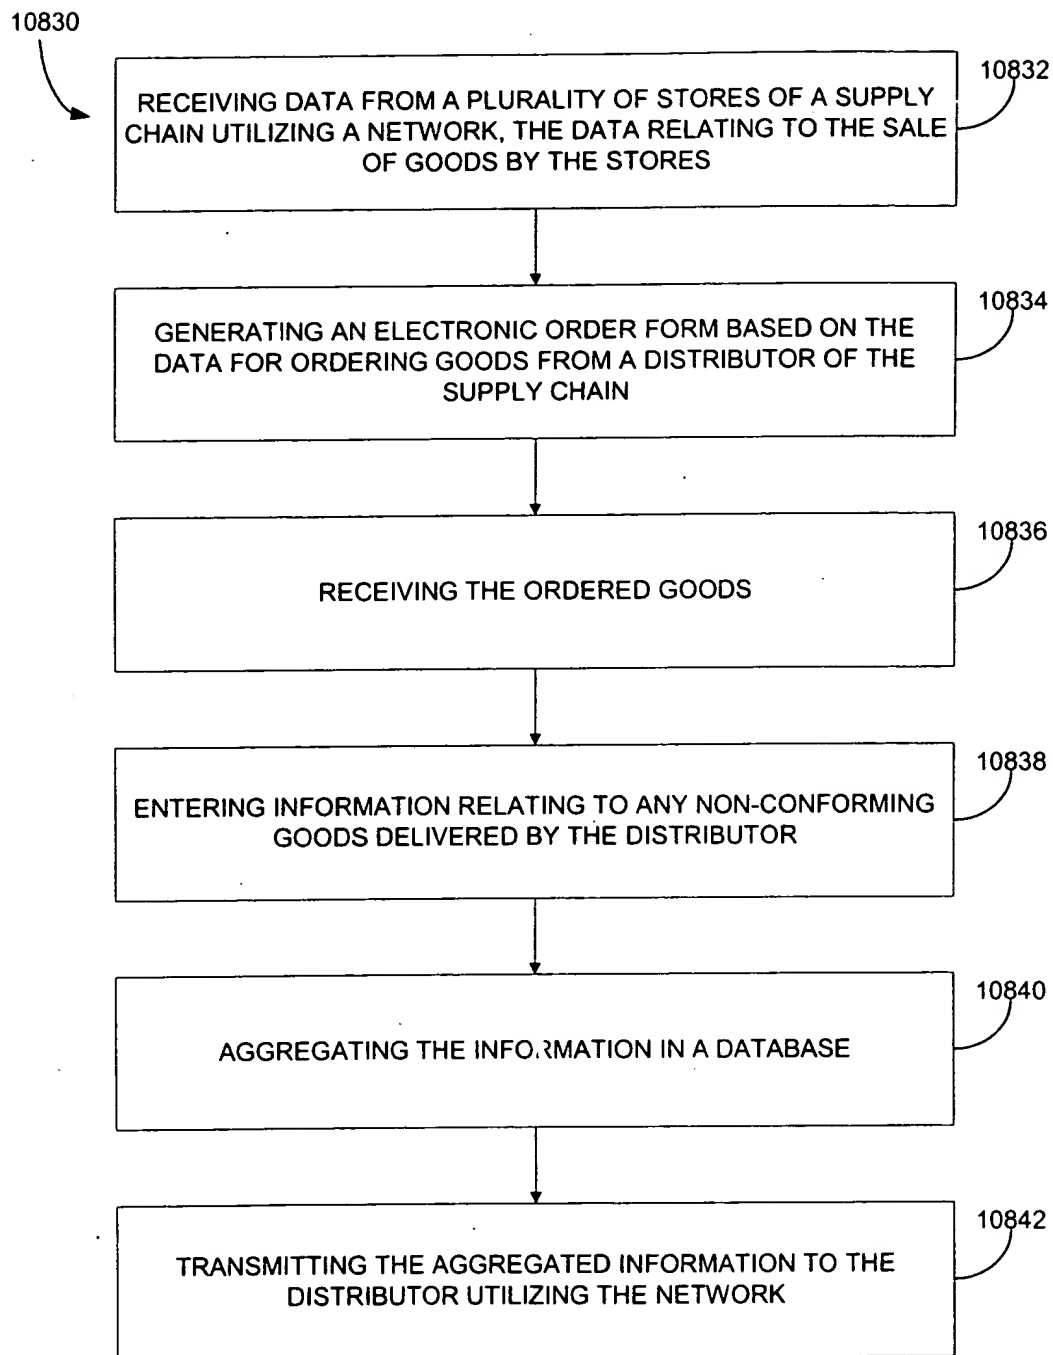 10830
10832
RECEIVING DATA FROM A PLURALITY OF STORES OF A SUPPLY
CHAIN UTILIZING A NETWORK, THE DATA RELATING TO THE SALE
OF GOODS BY THE STORES
10834
GENERATING AN ELECTRONIC ORDER FORM BASED ON THE
DATA FOR ORDERING GOODS FROM A DISTRIBUTOR OF THE
SUPPLY CHAIN
10836
RECEIVING THE ORDERED GOODS
10838
ENTERING INFORMATION RELATING TO ANY NON-CONFORMING
GOODS DELIVERED BY THE DISTRIBUTOR
10840
AGGREGATING THE INFORMATION IN A DATABASE
10842
TRANSMITTING THE AGGREGATED INFORMATION TO THE
DISTRIBUTOR UTILIZING THE NETWORK